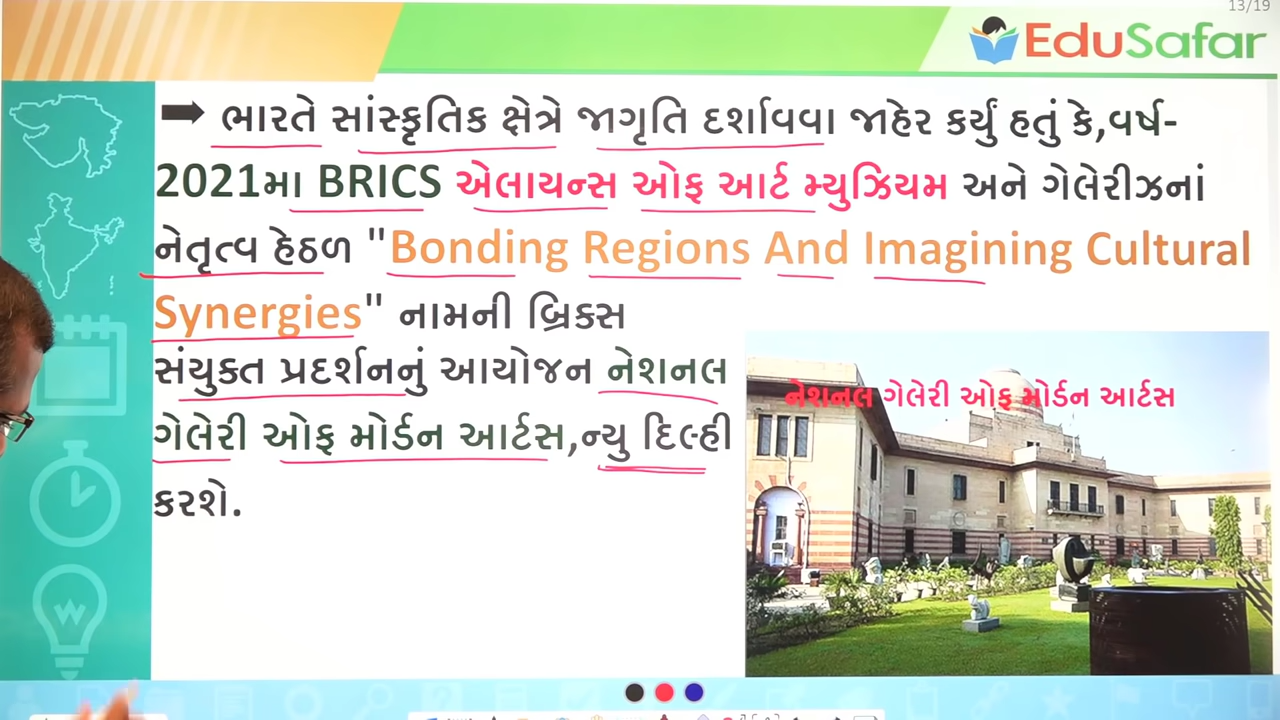 13/19
EduSafar
➡ ભારતે સાંસ્કૃતિક ક્ષેત્રે જાગૃતિ દર્શાવવા જાહેર કર્યું હતું કે,વર્ષ-
2021મા BRICS એલાયન્સ ઓફ આર્ટ મ્યુઝિયમ અને ગેલેરીઝનાં
નેતૃત્વ હેઠળ "Bonding Regions And Imagining Cultural
Synergies" નામની બ્રિક્સ
સંયુક્ત પ્રદર્શનનું આયોજન નેશનલ
ગેલેરી ઓફ મોર્ડન આર્ટસ,ન્યુ દિલ્હી
કરશે.
નેશનલ ગેલેરી ઓફ મોર્ડન આર્ટસ